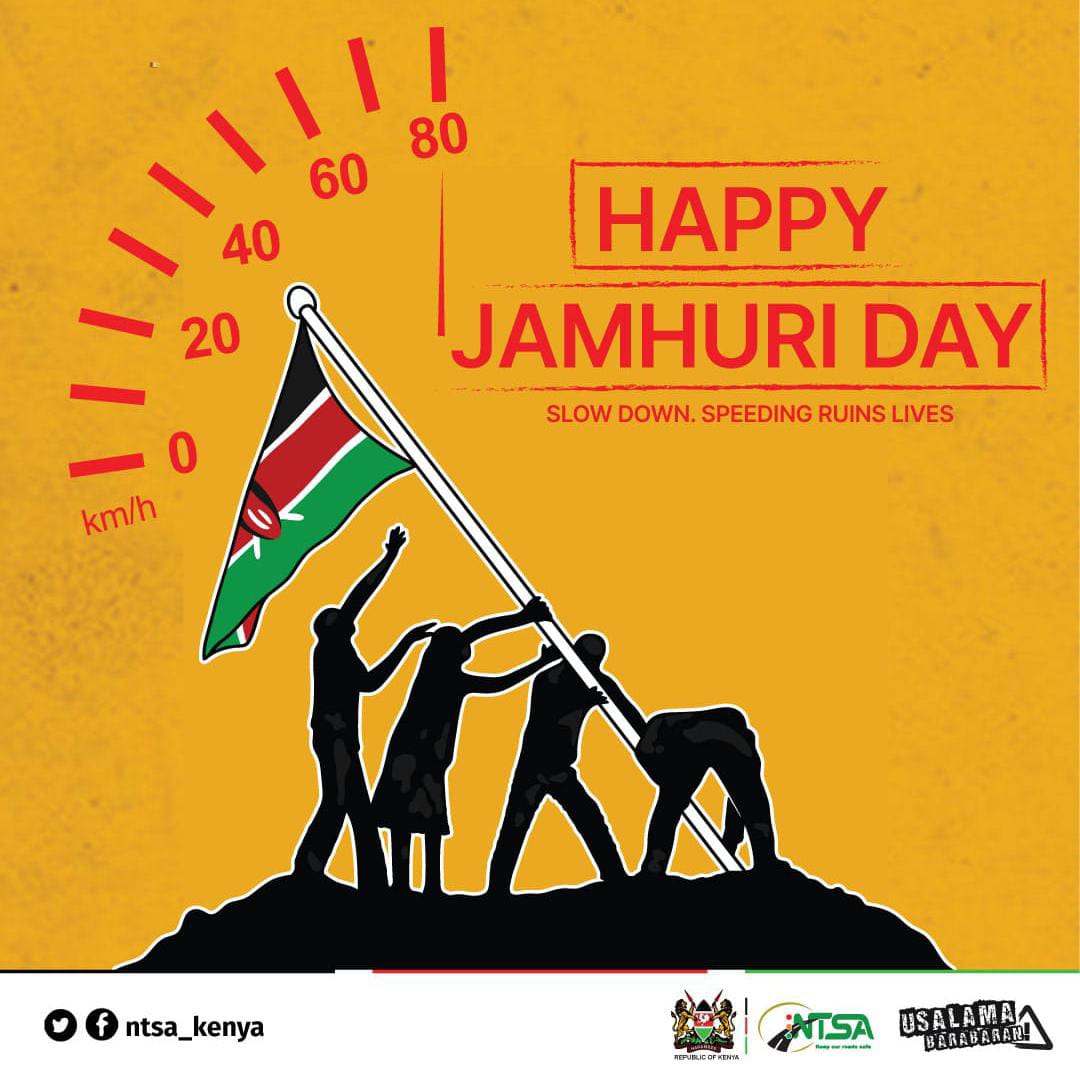 80
60
40
20
0
km/h
HAPPY
JAMHURI DAY
SLOW DOWN. SPEEDING RUINS LIVES
ntsa_kenya
HARAMBEE
REPUBLIC OF KENYA
NTSA
Keep our roads safe
USALAMA
BARABARANI